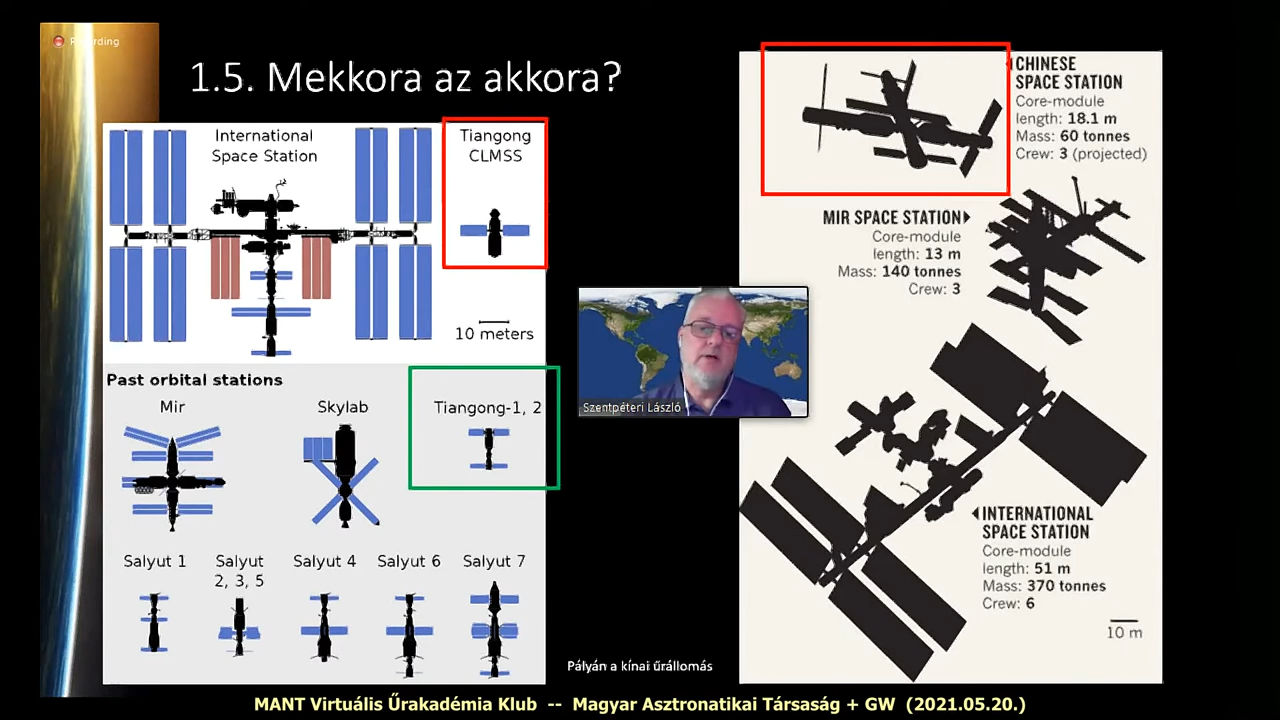 Recording
1.5. Mekkora az akkora?
International
Space Station
Tiangong
CLMSS
10 meters
Past orbital stations
Mir
Skylab
Tiangong-1, 2
Salyut 1
Salyut
2, 3, 5
Salyut 4
Salyut 6
Salyut 7
CHINESE
SPACE STATION
Core-module
length: 18.1 m
Mass: 60 tonnes
Crew: 3 (projected)
MIR SPACE STATION
Core-module
length: 13 m
Mass: 140 tonnes
Crew: 3
Szentpéteri László
INTERNATIONAL
SPACE STATION
Core-module
length: 51 m
Mass: 370 tonnes
Crew: 6
10 m
Pályán a kínai űrállomás
MANT Virtuális Űrakadémia Klub -- Magyar Asztronatikai Társaság + GW (2021.05.20.)